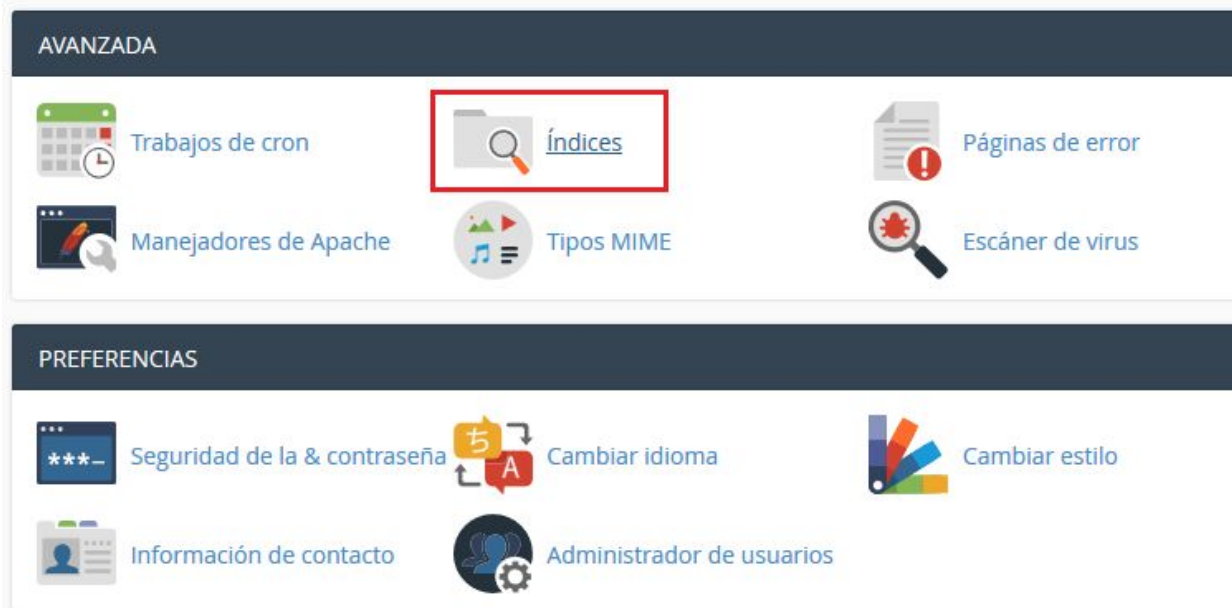 AVANZADA
Trabajos de cron
Índices
Páginas de error
Manejadores de Apache
Tipos MIME
Escáner de virus
PREFERENCIAS
***_
Seguridad de la & contraseña
ち
A
Cambiar idioma
Cambiar estilo
Información de contacto
Administrador de usuarios